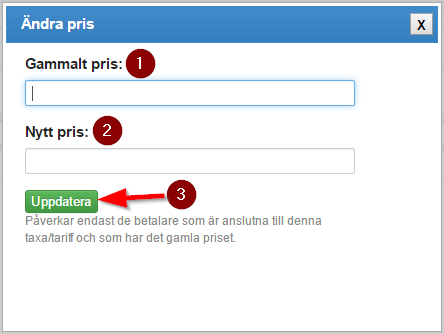 Ändra pris
X
Gammalt pris: 1
Nytt pris: 2
Uppdatera 3
Påverkar endast de betalare som är anslutna till denna
taxa/tariff och som har det gamla priset.